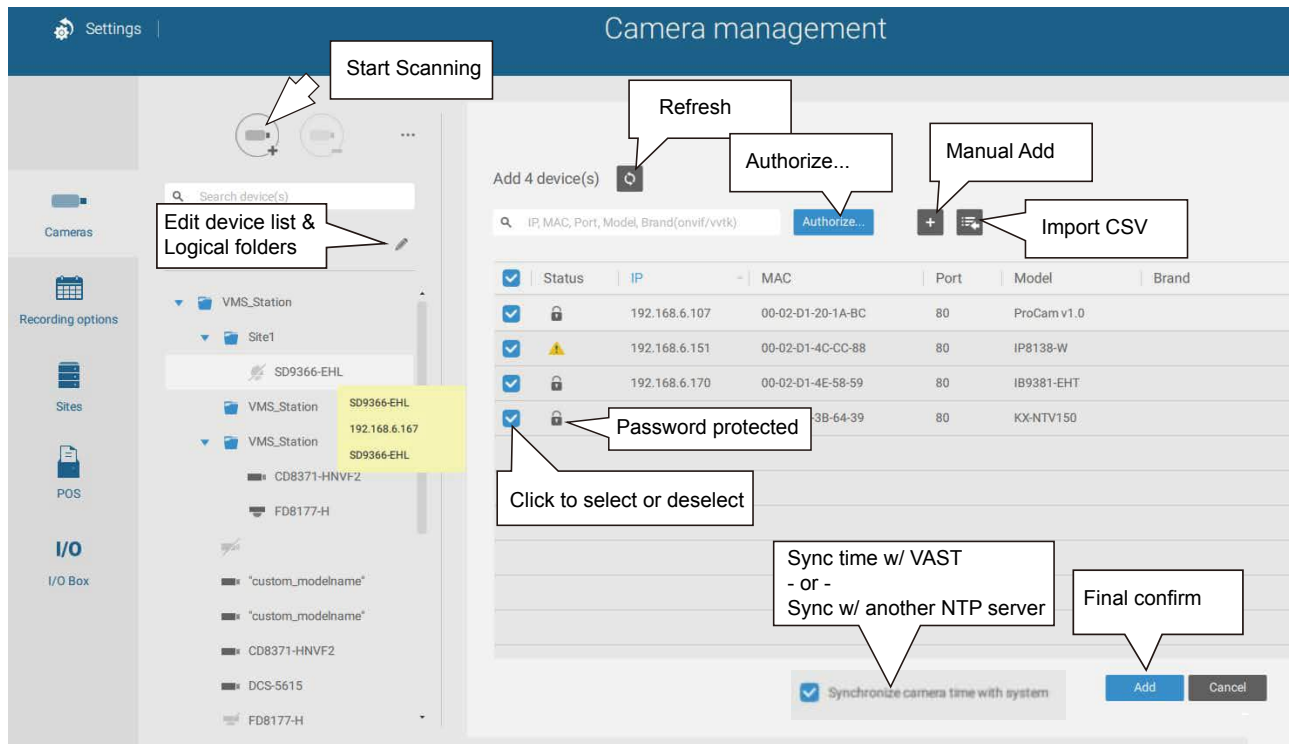 Settings
Camera management
Start Scanning
Refresh
Authorize...
Manual Add
Import CSV
Add 4 device(s)
Search device(s)
IP, MAC, Port, Model, Brand(onvif/vvtk)
Authorize...
Edit device list &
Logical folders
Cameras
Recording options
Sites
POS
I/O
I/O Box
VMS_Station
Site1
SD9366-EHL
VMS_Station
VMS_Station
CD8371-HNVF2
FD8177-H
"custom_modelname"
"custom_modelname"
CD8371-HNVF2
DCS-5615
FD8177-H
SD9366-EHL
192.168.6.167
SD9366-EHL
Status IP MAC Port Model Brand
192.168.6.107 00-02-D1-20-1A-BC 80 ProCam v1.0
192.168.6.151 00-02-D1-4C-CC-88 80 IP8138-W
192.168.6.170 00-02-D1-4E-58-59 80 IB9381-EHT
-3B-64-39 80 KX-NTV150
Password protected
Click to select or deselect
Sync time w/ VAST
- or -
Sync w/ another NTP server
Final confirm
Synchronize camera time with system
Add
Cancel